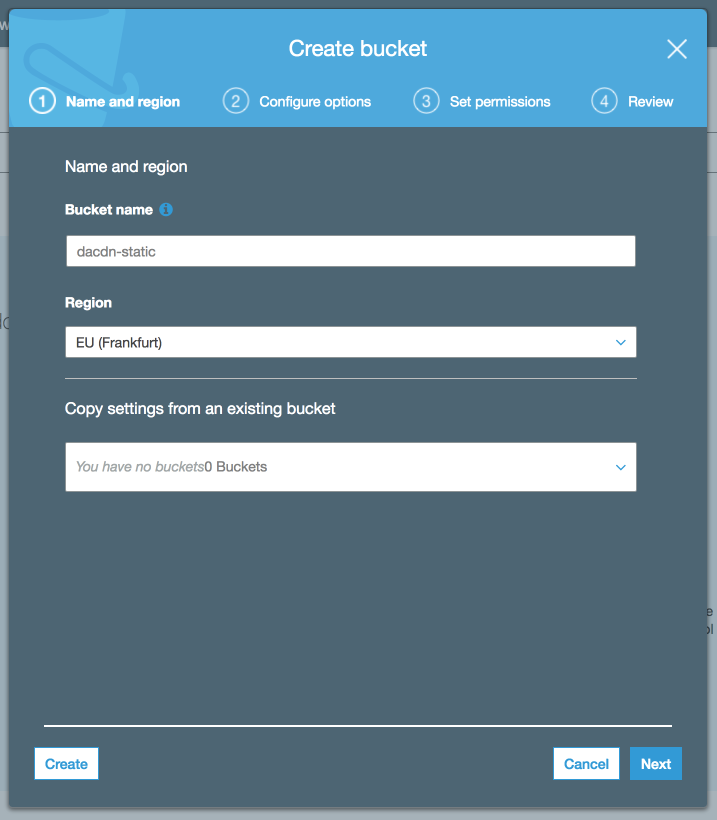 Create bucket
1 Name and region 2 Configure options 3 Set permissions 4 Review
Name and region
Bucket name
dacdn-static
Region
EU (Frankfurt)
Copy settings from an existing bucket
You have no buckets0 Buckets
Create Cancel Next